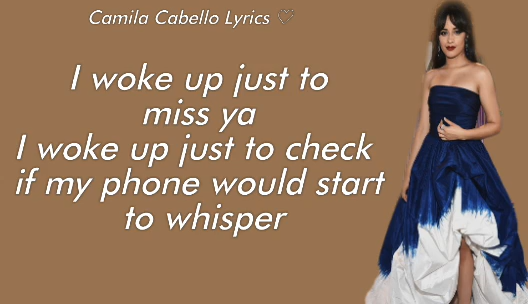 Camila Cabello Lyrics ♡
I woke up just to
miss ya
I woke up just to check
if my phone would start
to whisper